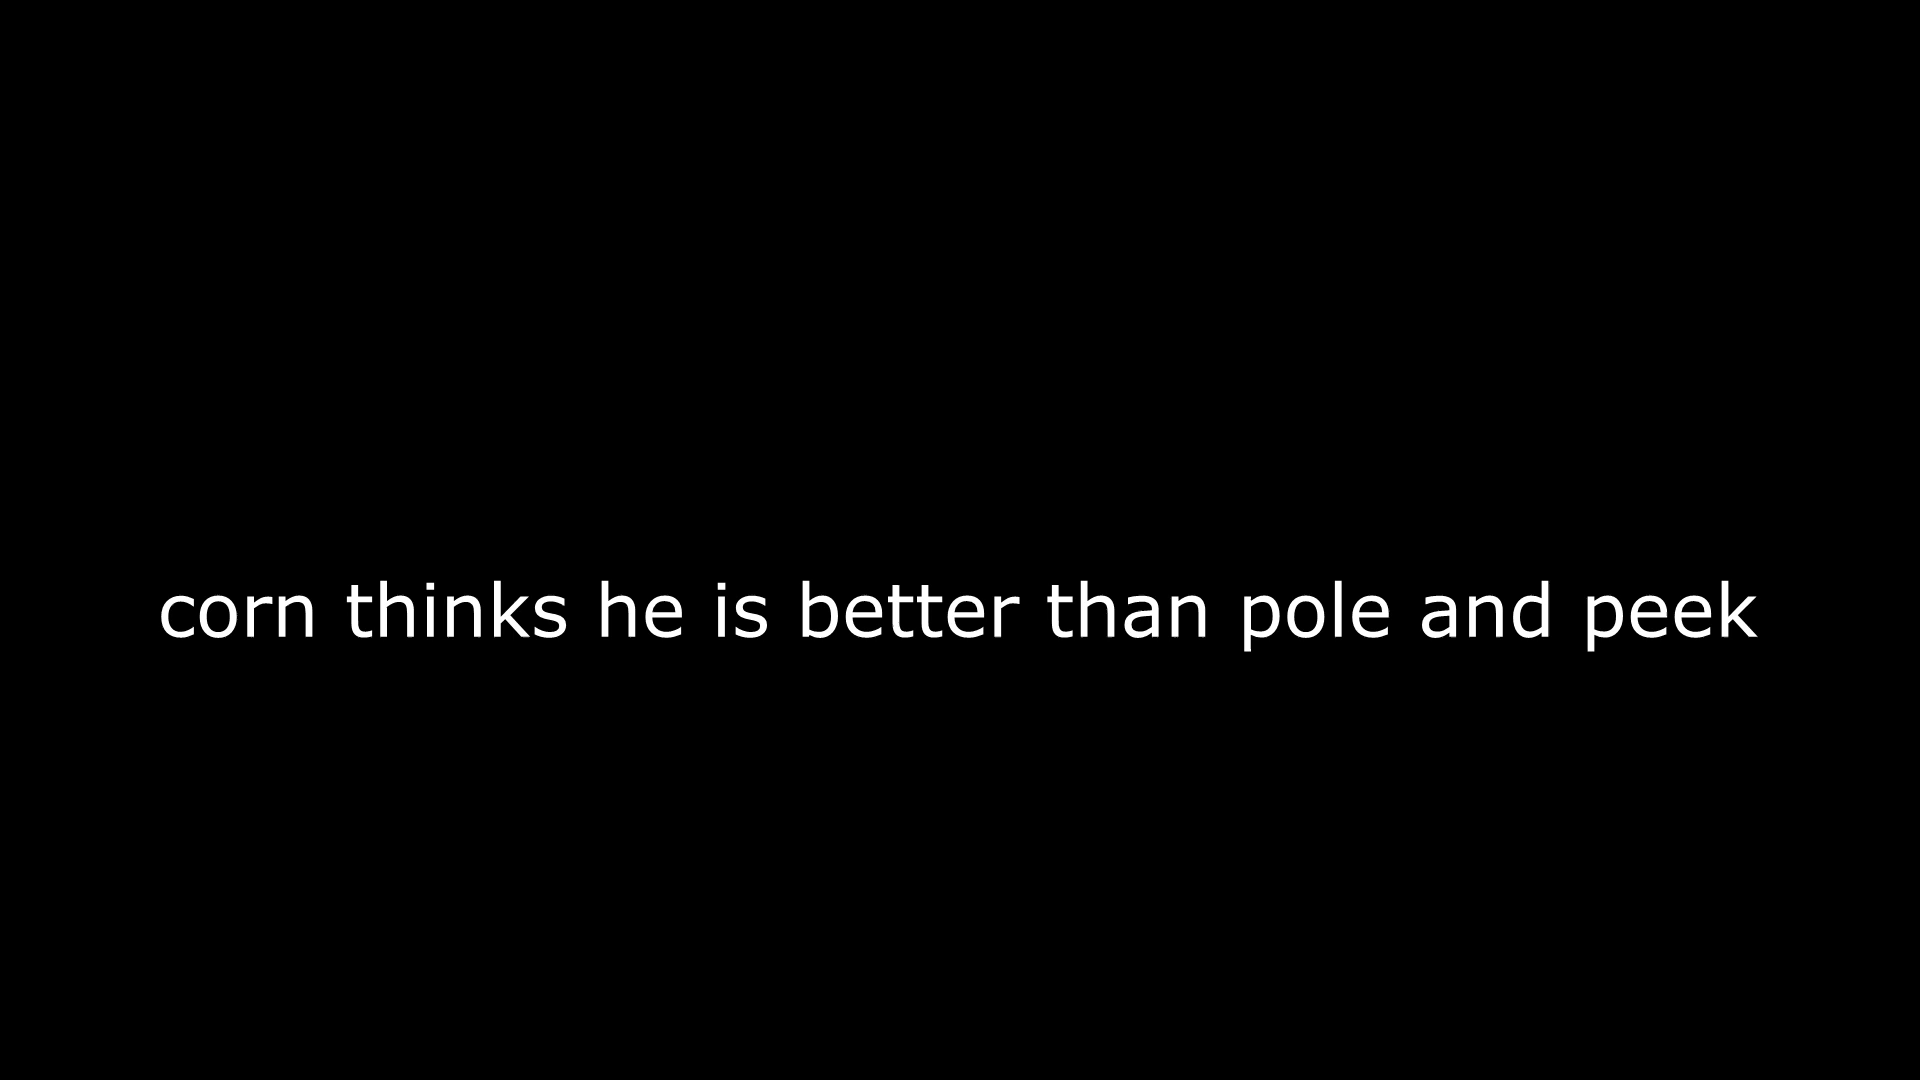 corn thinks he is better than pole and peek